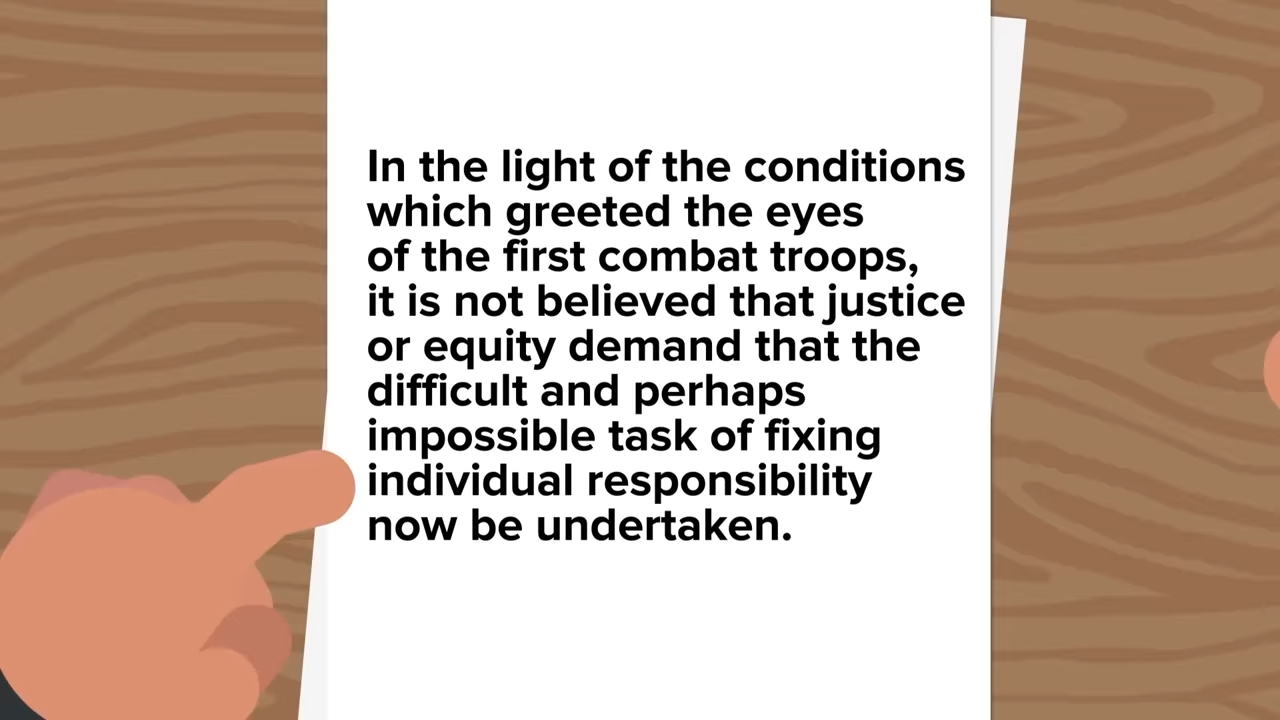 In the light of the conditions
which greeted the eyes
of the first combat troops,
it is not believed that justice
or equity demand that the
difficult and perhaps
impossible task of fixing
individual responsibility
now be undertaken.